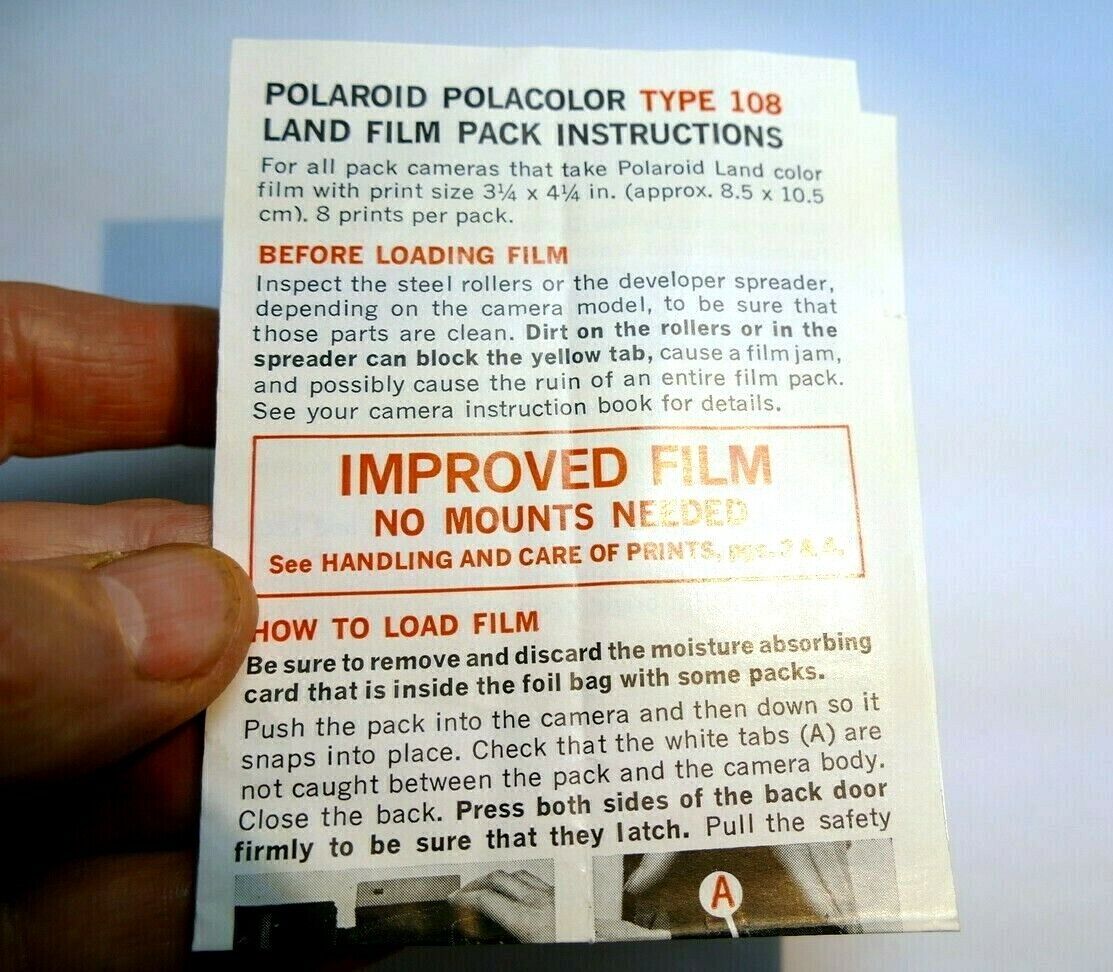 POLAROID POLACOLOR TYPE 108
LAND FILM PACK INSTRUCTIONS
For all pack cameras that take Polaroid Land color
film with print size 3¼ x 4¼ in. (approx. 8.5 x 10.5
cm). 8 prints per pack.
BEFORE LOADING FILM
Inspect the steel rollers or the developer spreader,
depending on the camera model, to be sure that
those parts are clean. Dirt on the rollers or in the
spreader can block the yellow tab, cause a film jam,
and possibly cause the ruin of an entire film pack.
See your camera instruction book for details.
IMPROVED FILM
NO MOUNTS NEEDED
See HANDLING AND CARE OF PRINTS, pgs.
HOW TO LOAD FILM
Be sure to remove and discard the moisture absorbing
card that is inside the foil bag with some packs.
Push the pack into the camera and then down so it
snaps into place. Check that the white tabs (A) are
not caught between the pack and the camera body.
Close the back. Press both sides of the back door
firmly to be sure that they latch. Pull the safety
A